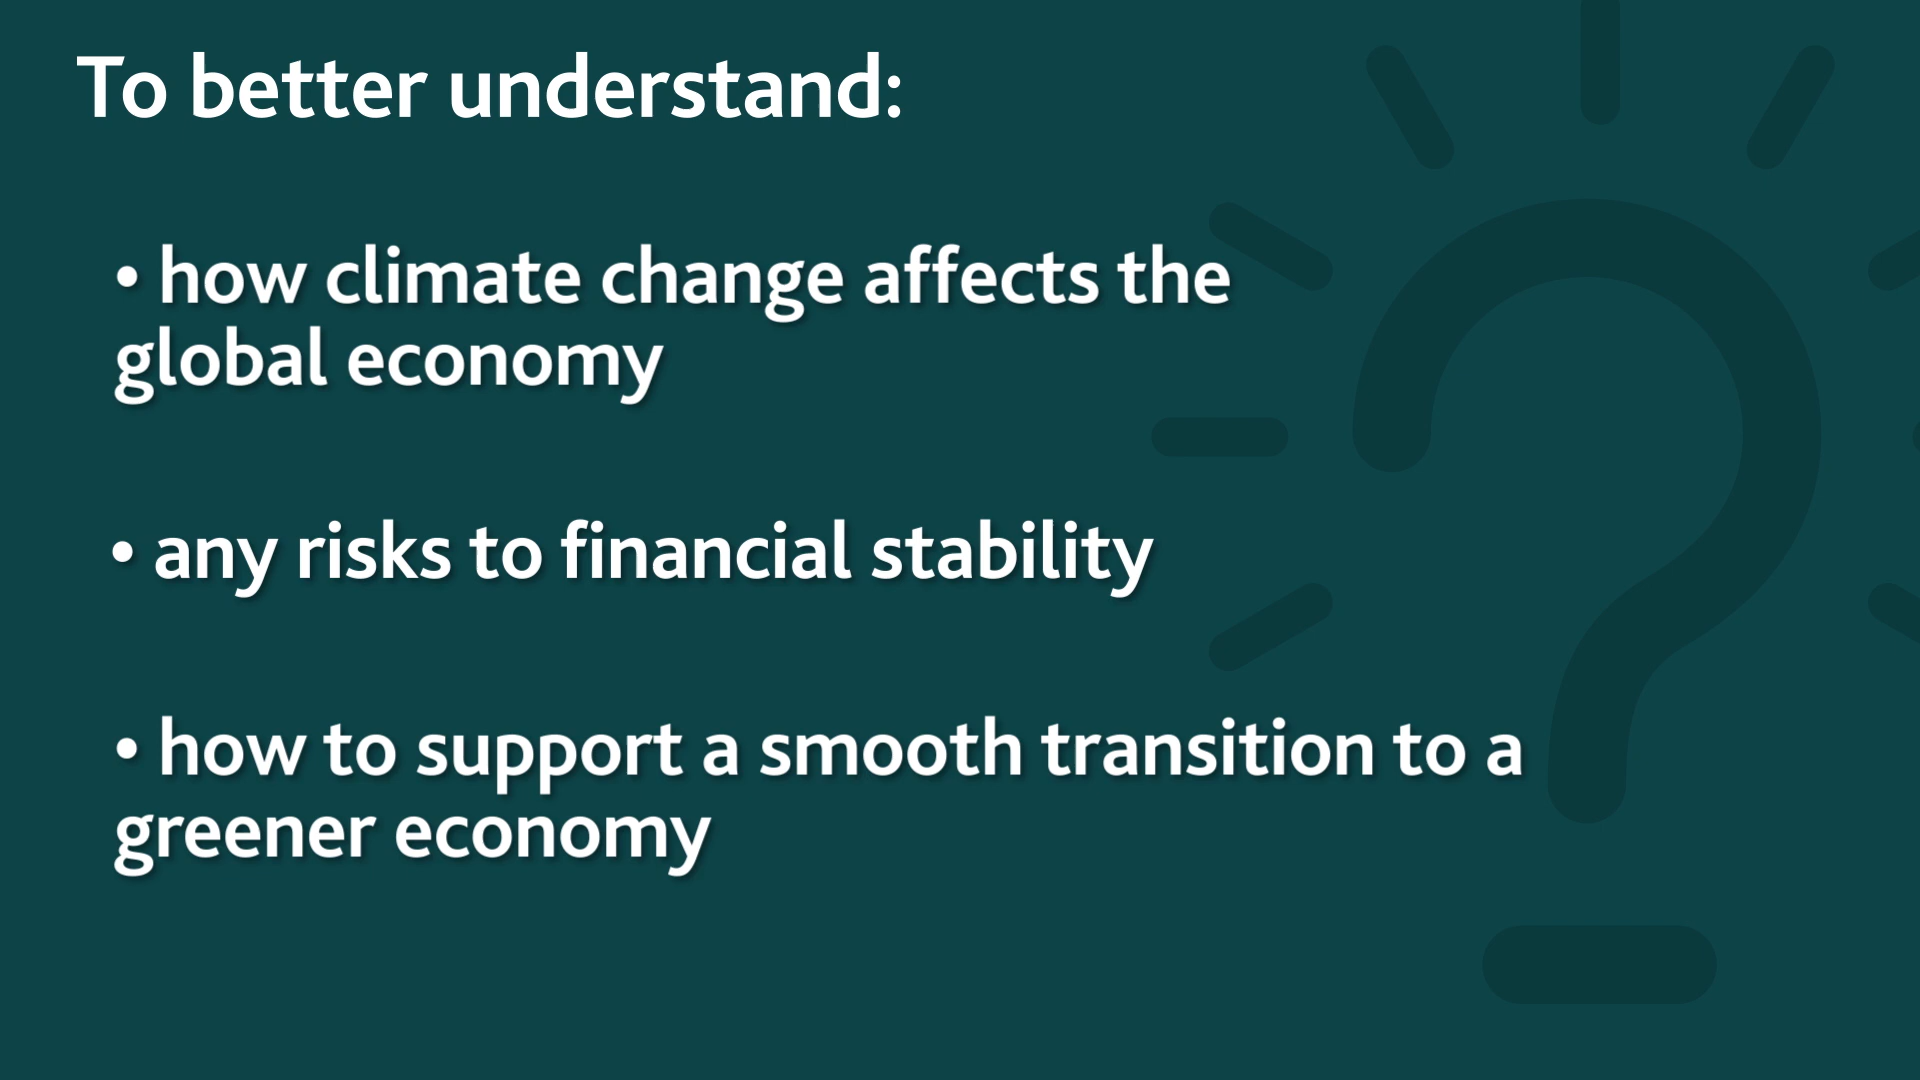 To better understand:
• how climate change affects the
global economy
• any risks to financial stability
• how to support a smooth transition to a
greener economy